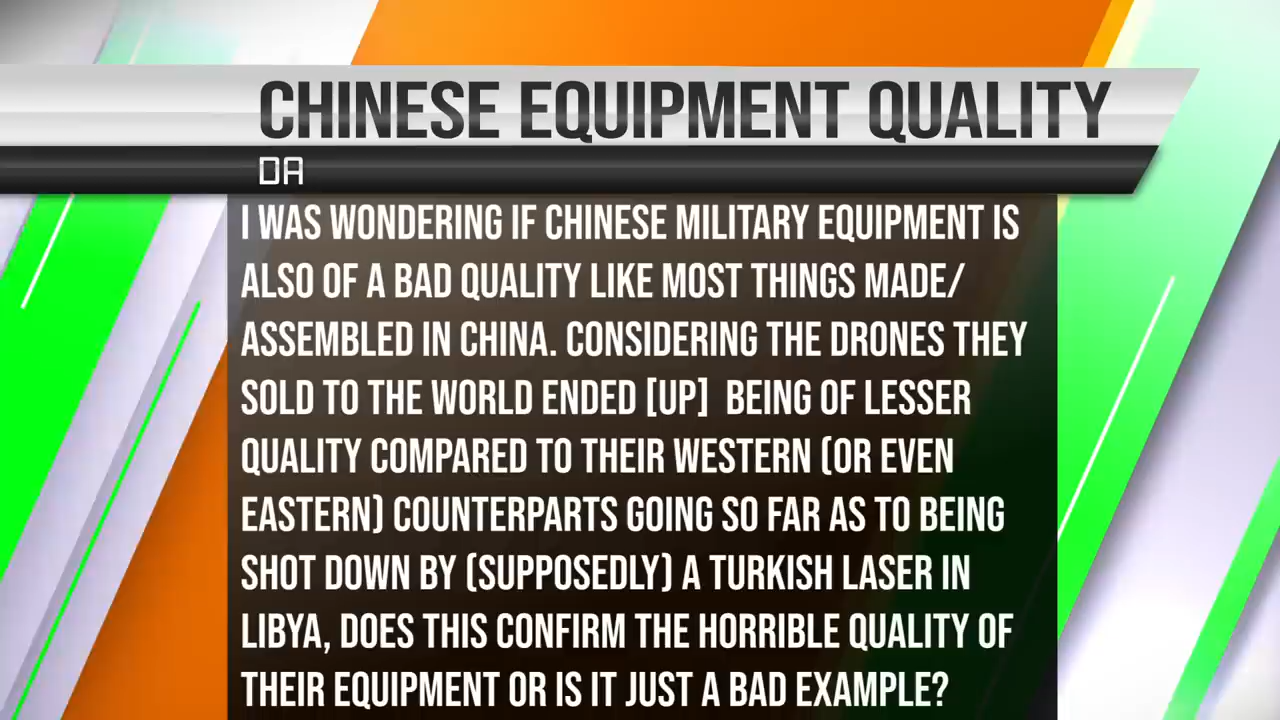 CHINESE EQUIPMENT QUALITY
DA
I WAS WONDERING IF CHINESE MILITARY EQUIPMENT IS
ALSO OF A BAD QUALITY LIKE MOST THINGS MADE/
ASSEMBLED IN CHINA. CONSIDERING THE DRONES THEY
SOLD TO THE WORLD ENDED [UP] BEING OF LESSER
QUALITY COMPARED TO THEIR WESTERN (OR EVEN
EASTERN) COUNTERPARTS GOING SO FAR AS TO BEING
SHOT DOWN BY (SUPPOSEDLY) A TURKISH LASER IN
LIBYA, DOES THIS CONFIRM THE HORRIBLE QUALITY OF
THEIR EQUIPMENT OR IS IT JUST A BAD EXAMPLE?